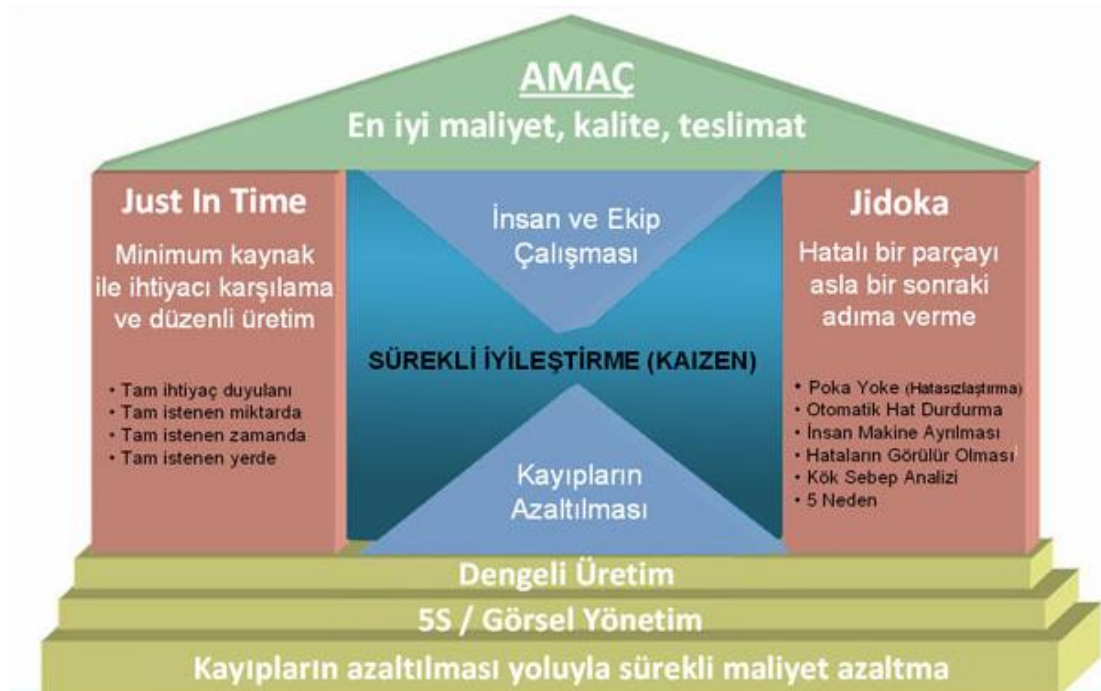 AMAÇ
En iyi maliyet, kalite, teslimat
Just In Time
Minimum kaynak
ile ihtiyacı karşılama
ve düzenli üretim
• Tam ihtiyaç duyulanı
• Tam istenen miktarda
• Tam istenen zamanda
• Tam istenen yerde
İnsan ve Ekip
Çalışması
SÜREKLİ İYİLEŞTİRME (KAIZEN)
Kayıpların
Azaltılması
Jidoka
Hatalı bir parçayı
asla bir sonraki
adıma verme
• Poka Yoke (Hatasızlaştırma)
• Otomatik Hat Durdurma
• İnsan Makine Ayrılması
• Hataların Görülür Olması
• Kök Sebep Analizi
• 5 Neden
Dengeli Üretim
5S / Görsel Yönetim
Kayıpların azaltılması yoluyla sürekli maliyet azaltma